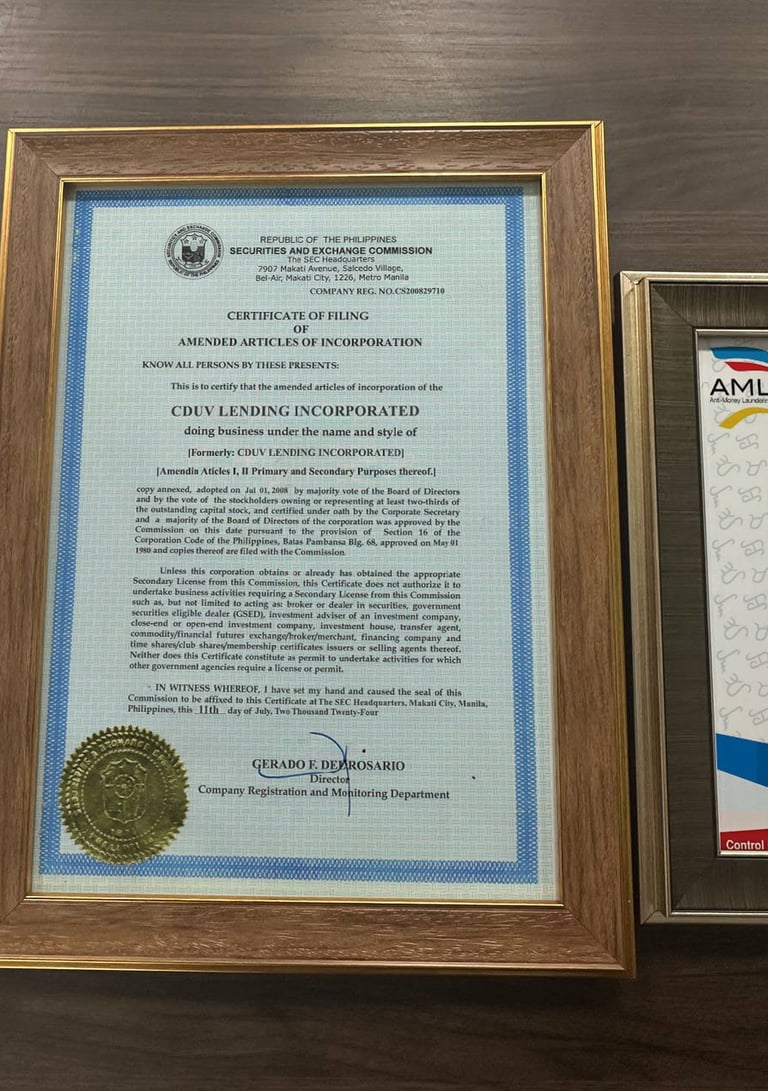 REPUBLIC OF THE PHILIPPINES
SECURITIES AND EXCHANGE COMMISSION
The SEC Headquarters
7907 Makati Avenue, Salcedo Village,
Bel-Air, Makati City, 1226, Metro Manila
COMPANY REG. NO.CS200829710
CERTIFICATE OF FILING
OF
AMENDED ARTICLES OF INCORPORATION
KNOW ALL PERSONS BY THESE PRESENTS:
This is to certify that the amended articles of incorporation of the
CDUV LENDING INCORPORATED
doing business under the name and style of
[Formerly: CDUV LENDING INCORPORATED]
[Amendin Aticles I, II Primary and Secondary Purposes thereof.]
copy annexed, adopted on Jul 01, 2008 by majority vote of the Board of Directors
and by the vote of the stockholders owning or representing at least two-thirds of
the outstanding capital stock, and certified under oath by the Corporate Secretary
and a majority of the Board of Directors of the corporation was approved by the
Commission on this date pursuant to the provision of Section 16 of the
Corporation Code of the Philippines, Batas Pambansa Blg. 68, approved on May 01
1980 and copies thereof are filed with the Commission.
Unless this corporation obtains or already has obtained the appropriate
Secondary License from this Commission, this Certificate does not authorize it to
undertake business activities requiring a Secondary License from this Commission
such as, but not limited to acting as: broker or dealer in securities, government
securities eligible dealer (GSED), investment adviser of an investment company,
close-end or open-end investment company, investment house, transfer agent,
commodity/financial futures exchange/broker/merchant, financing company and
time shares/club shares/membership certificates issuers or selling agents thereof.
Neither does this Certificate constitute as permit to undertake activities for which
other government agencies require a license or permit.
IN WITNESS WHEREOF, I have set my hand and caused the seal of this
Commission to be affixed to this Certificate at The SEC Headquarters, Makati City, Manila,
Philippines, this 11th day of July, Two Thousand Twenty-Four
GERADO F. DEL ROSARIO
Director
Company Registration and Monitoring Department
AML
Anti-Money
Control